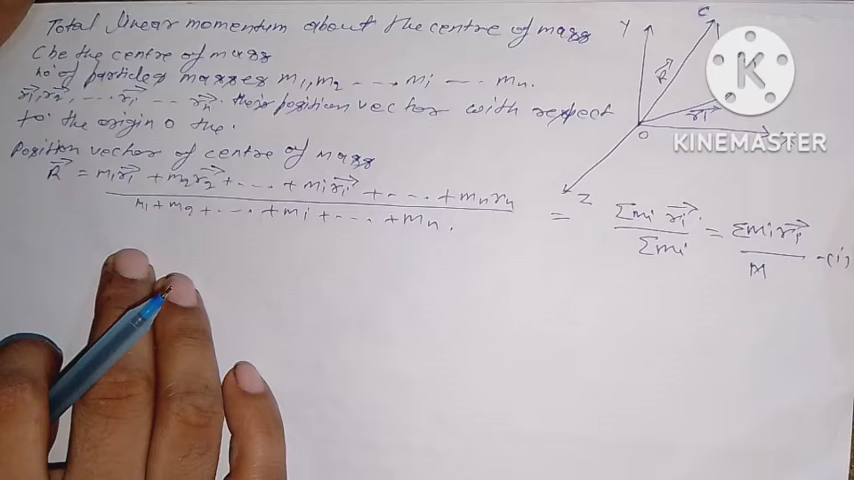 Total linear momentum about the centre of mass
C be the centre of mass
no of particles masses m₁, m₂ ---- mᵢ ---- mₙ.
r₁⃗, r₂⃗, ---- rᵢ⃗ -- rₙ⃗ their position vector with respect
to the origin O the.
Position vector of centre of mass
R⃗ = m₁r₁⃗ + m₂r₂⃗ + ---- + mᵢrᵢ⃗ + ---- + mₙrₙ / m₁ + m₂ + ---- + mᵢ + ---- + mₙ. = Σmᵢ rᵢ⃗ / Σmᵢ = Σmᵢrᵢ⃗ / M -(i)
Y
C
R⃗
rᵢ⃗
O
Z
K
KINEMASTER